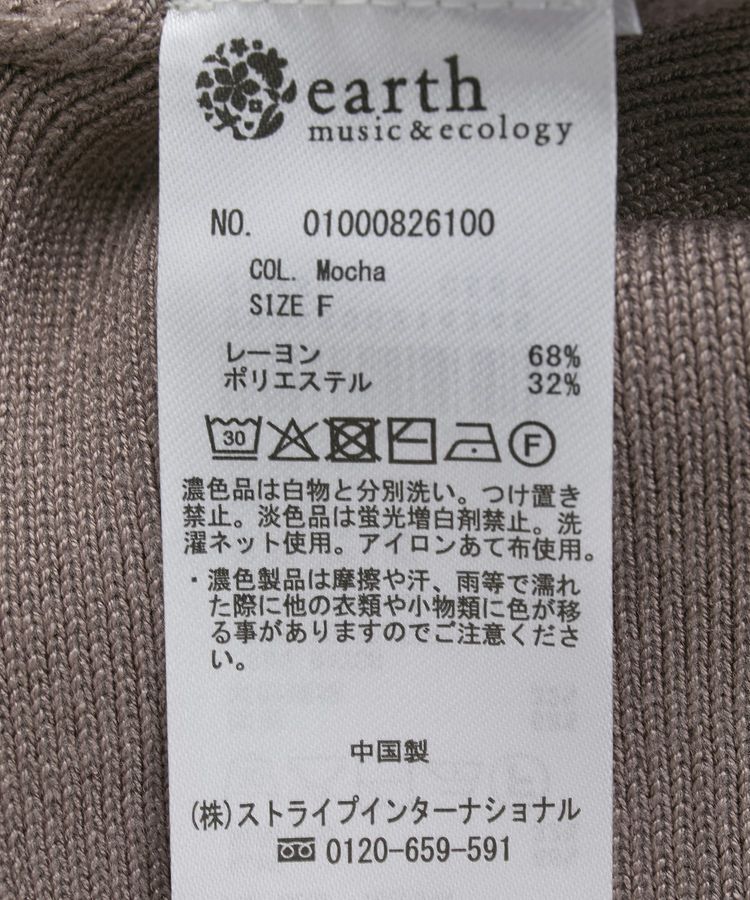 earth
music & ecology
NO. 01000826100
COL. Mocha
SIZE F
レーヨン 68%
ポリエステル 32%
30 F
濃色品は白物と分別洗い。つけ置き
禁止。淡色品は蛍光増白剤禁止。洗
濯ネット使用。アイロンあて布使用。
・濃色製品は摩擦や汗、雨等で濡れ
た際に他の衣類や小物類に色が移
る事がありますのでご注意くださ
い。
中国製
(株)ストライプインターナショナル
0120-659-591